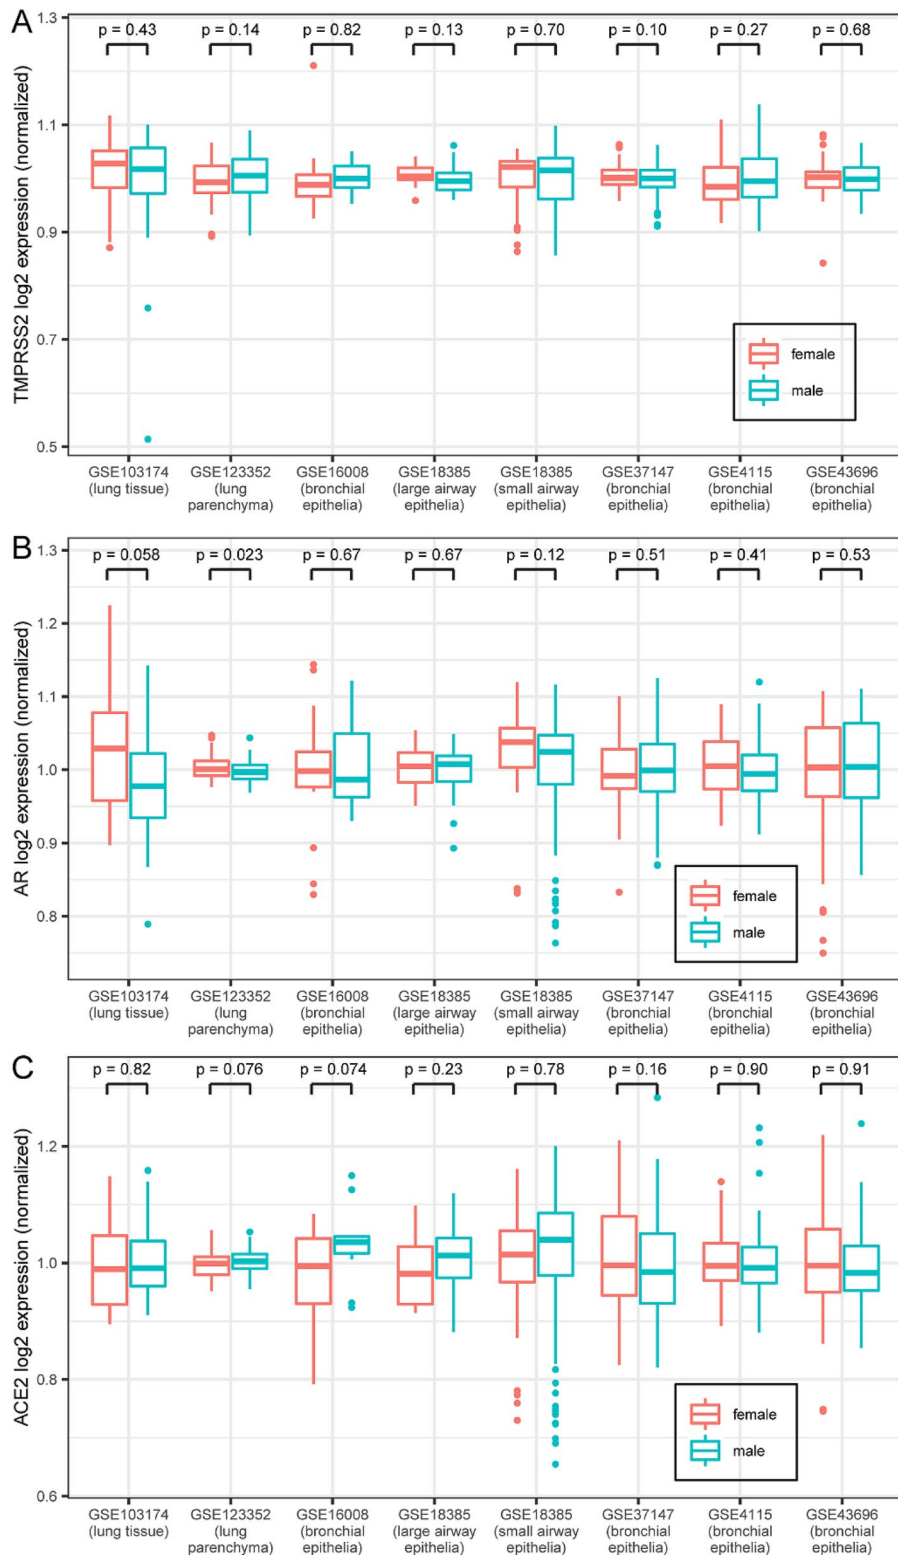 A
p = 0.43 p = 0.14 p = 0.82 p = 0.13 p = 0.70 p = 0.10 p = 0.27 p = 0.68
TMPRSS2 log2 expression (normalized)
1.3
1.1
0.9
0.7
0.5
female
male
GSE103174 GSE123352 GSE16008 GSE18385 GSE18385 GSE37147 GSE4115 GSE43696
(lung tissue) (lung (bronchial (large airway (small airway (bronchial (bronchial (bronchial
parenchyma) epithelia) epithelia) epithelia) epithelia) epithelia) epithelia)
B
p = 0.058 p = 0.023 p = 0.67 p = 0.67 p = 0.12 p = 0.51 p = 0.41 p = 0.53
AR log2 expression (normalized)
1.3
1.2
1.1
1.0
0.9
0.8
female
male
GSE103174 GSE123352 GSE16008 GSE18385 GSE18385 GSE37147 GSE4115 GSE43696
(lung tissue) (lung (bronchial (large airway (small airway (bronchial (bronchial (bronchial
parenchyma) epithelia) epithelia) epithelia) epithelia) epithelia) epithelia)
C
p = 0.82 p = 0.076 p = 0.074 p = 0.23 p = 0.78 p = 0.16 p = 0.90 p = 0.91
ACE2 log2 expression (normalized)
1.2
1.0
0.8
0.6
female
male
GSE103174 GSE123352 GSE16008 GSE18385 GSE18385 GSE37147 GSE4115 GSE43696
(lung tissue) (lung (bronchial (large airway (small airway (bronchial (bronchial (bronchial
parenchyma) epithelia) epithelia) epithelia) epithelia) epithelia) epithelia)